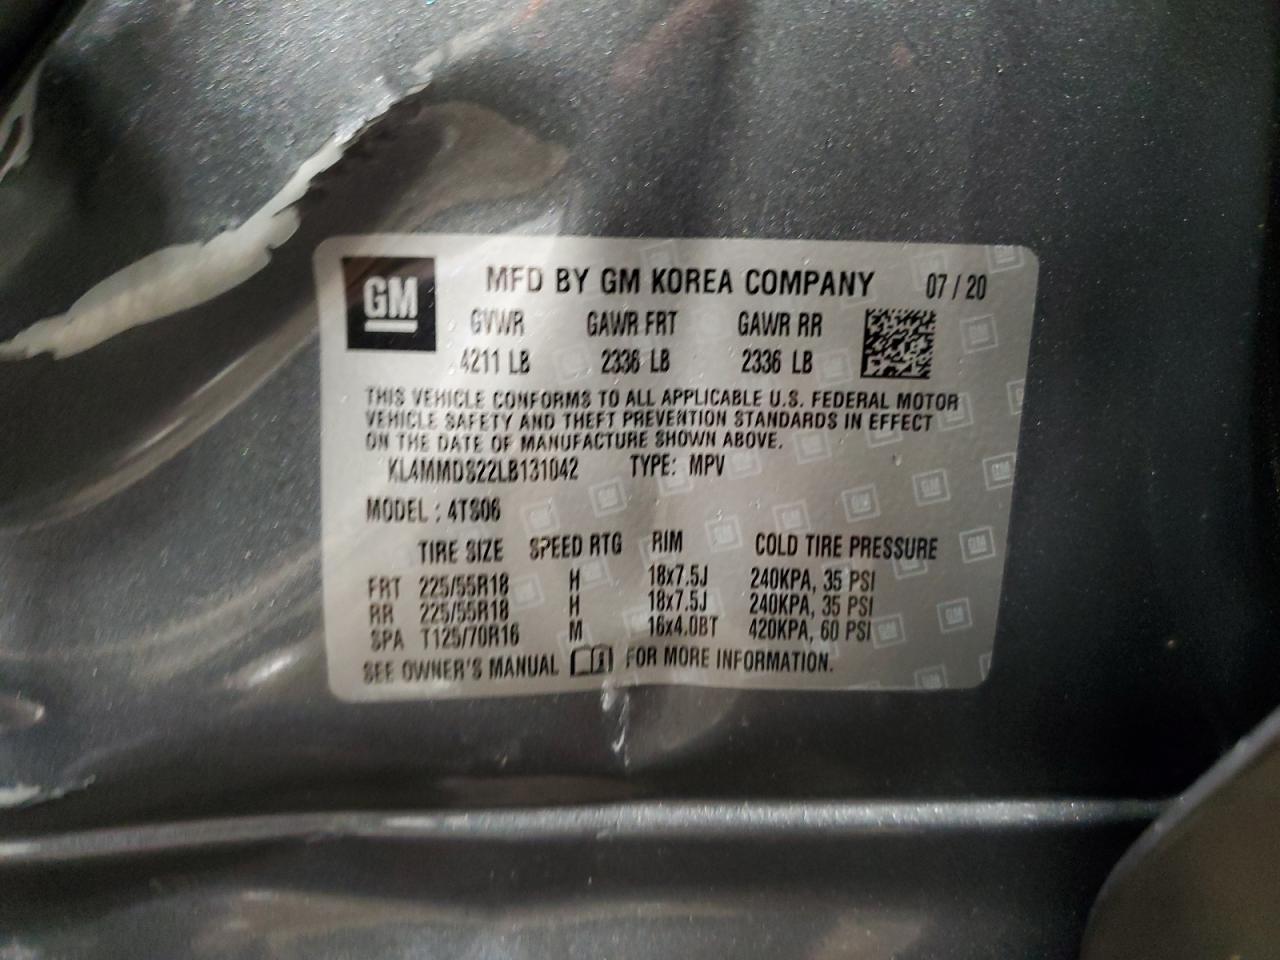 GM MFD BY GM KOREA COMPANY 07 / 20
GVWR GAWR FRT GAWR RR
4211 LB 2336 LB 2336 LB
THIS VEHICLE CONFORMS TO ALL APPLICABLE U.S. FEDERAL MOTOR
VEHICLE SAFETY AND THEFT PREVENTION STANDARDS IN EFFECT
ON THE DATE OF MANUFACTURE SHOWN ABOVE.
KL4MMDS22LB131042 TYPE: MPV
MODEL : 4TS06
TIRE SIZE SPEED RTG RIM COLD TIRE PRESSURE
FRT 225/55R18 H 18x7.5J 240KPA, 35 PSI
RR 225/55R18 H 18x7.5J 240KPA, 35 PSI
SPA T125/70R16 M 16x4.0BT 420KPA, 60 PSI
SEE OWNER'S MANUAL FOR MORE INFORMATION.